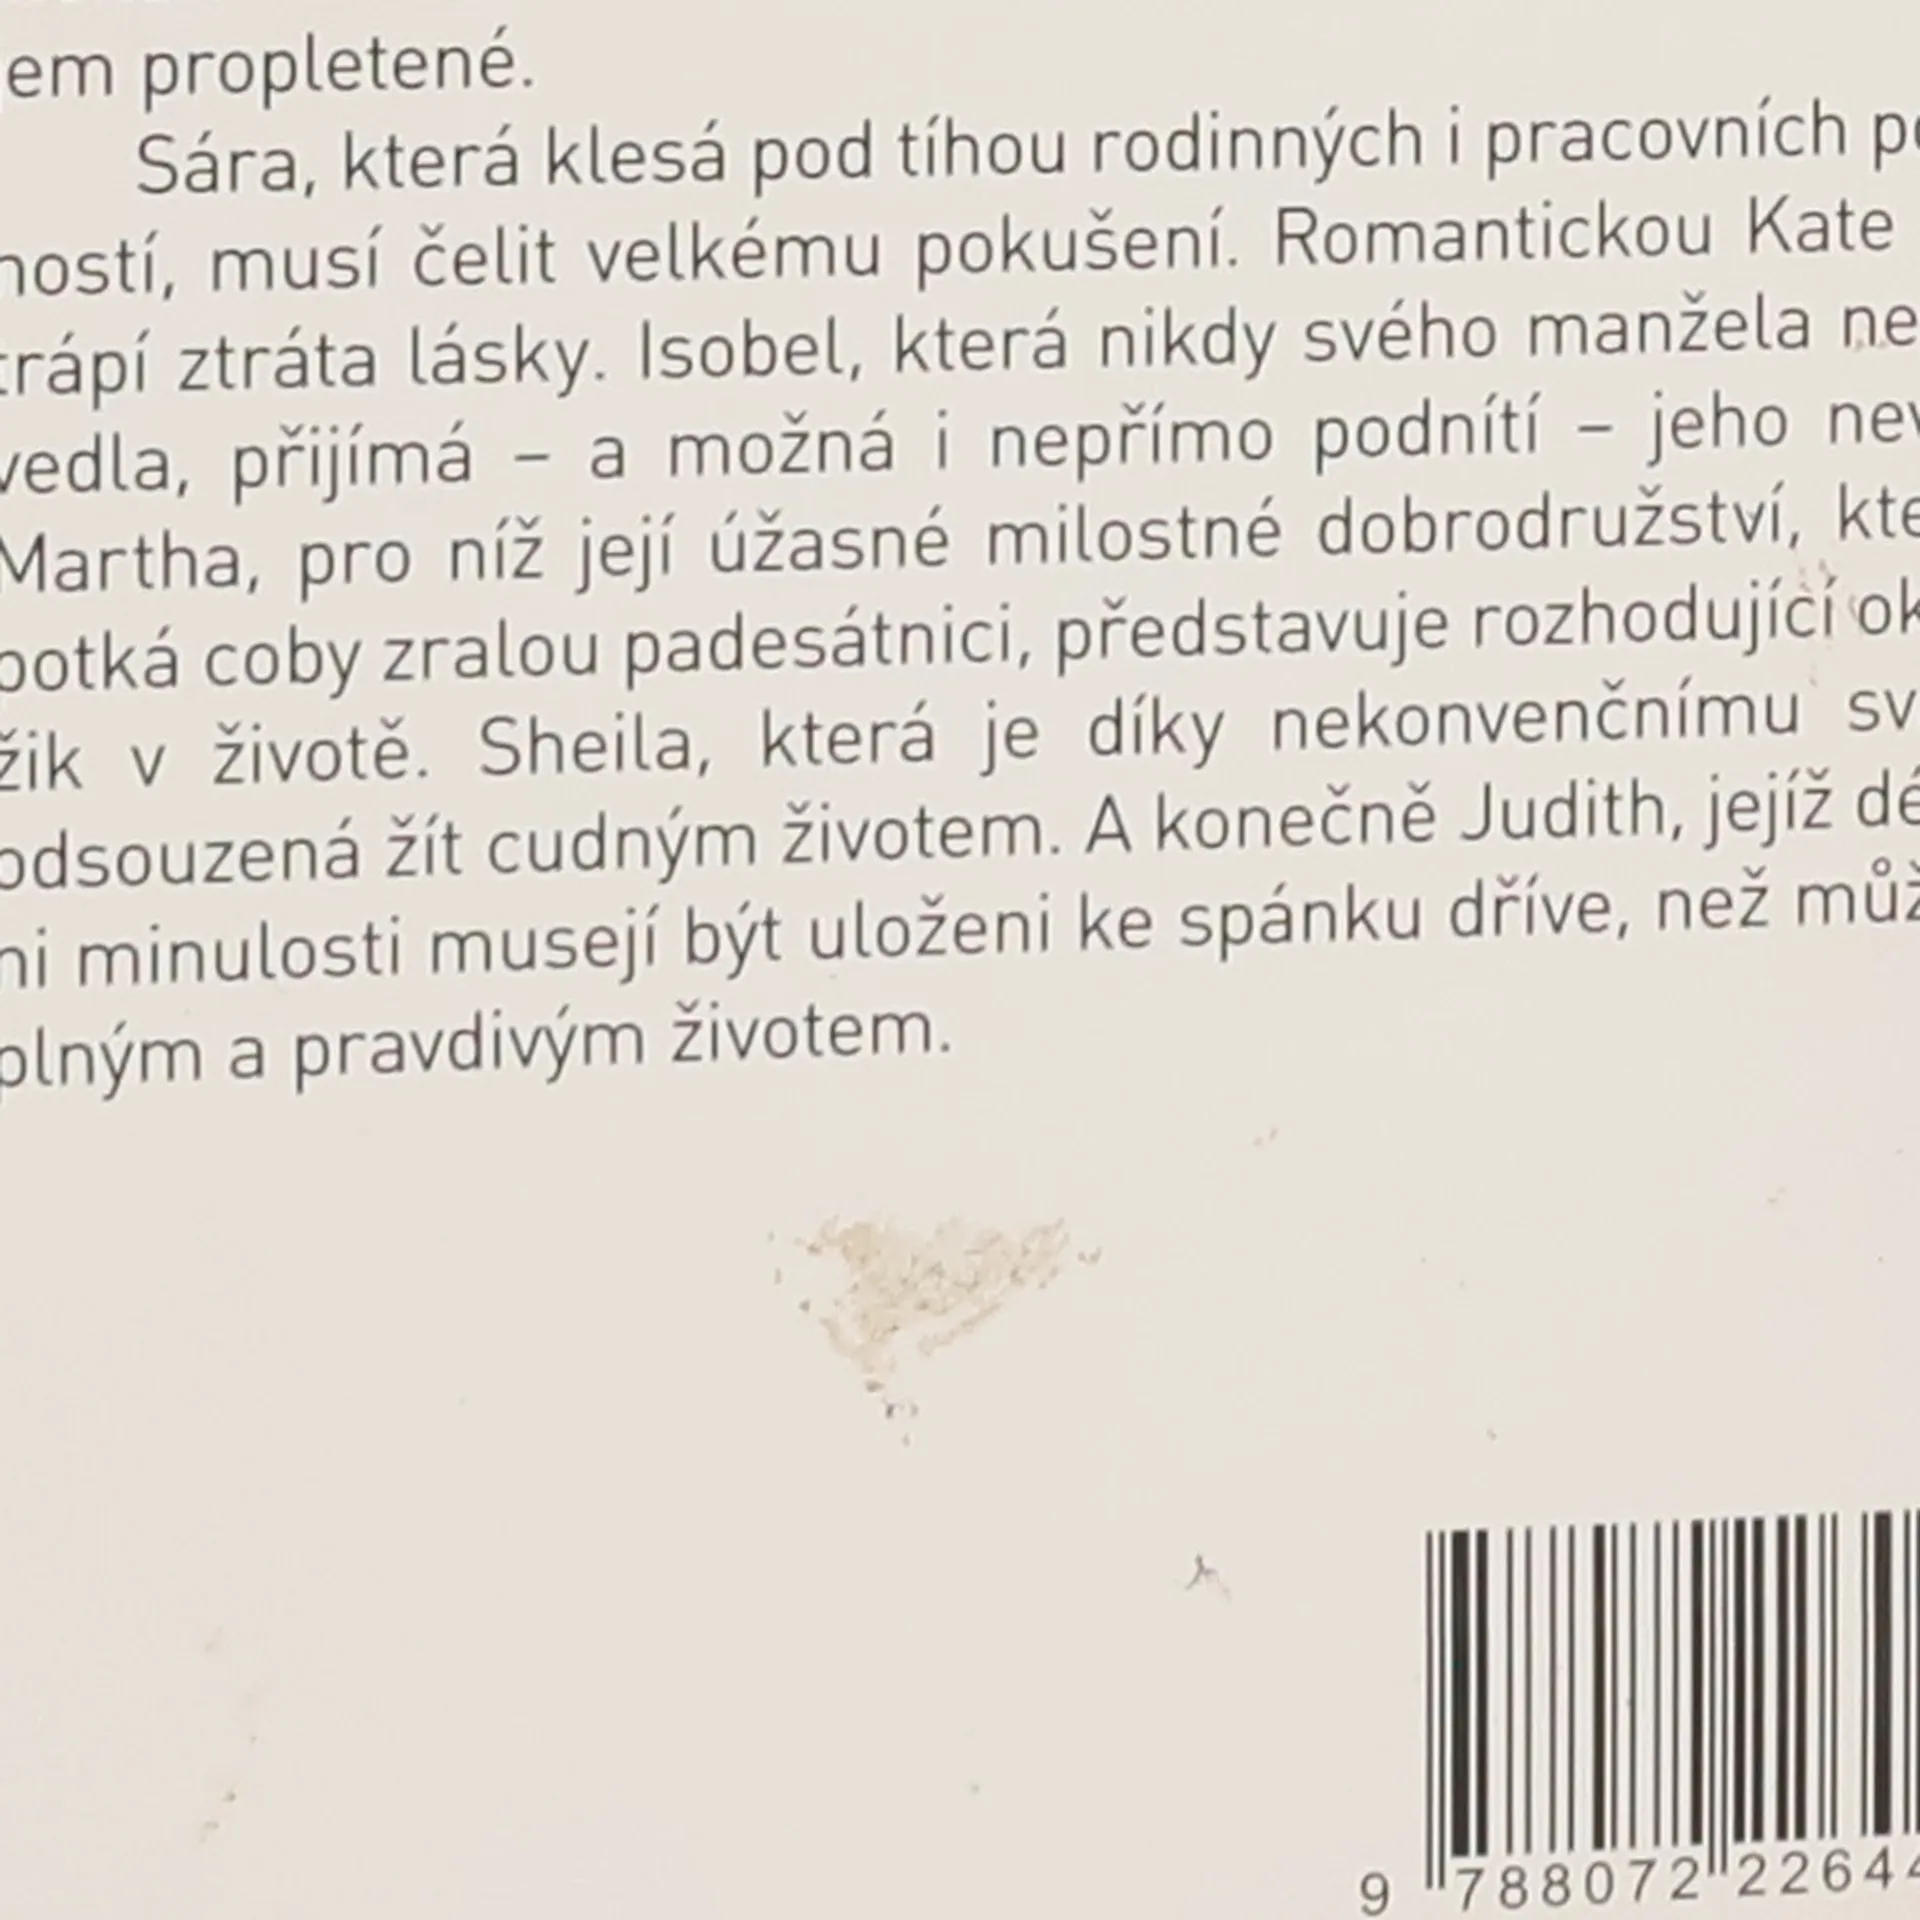 jem propletené.
Sára, která klesá pod tíhou rodinných i pracovních
ností, musí čelit velkému pokušení. Romantickou Kate
trápí ztráta lásky. Isobel, která nikdy svého manžela ne
vedla, přijímá – a možná i nepřímo podnítí – jeho nev
Martha, pro níž její úžasné milostné dobrodružství, kte
potká coby zralou padesátnici, představuje rozhodující ok
žik v životě. Sheila, která je díky nekonvenčnímu sv
odsouzená žít cudným životem. A konečně Judith, jejíž dé
ni minulosti musejí být uloženi ke spánku dříve, než můž
plným a pravdivým životem.
9 788072 22644